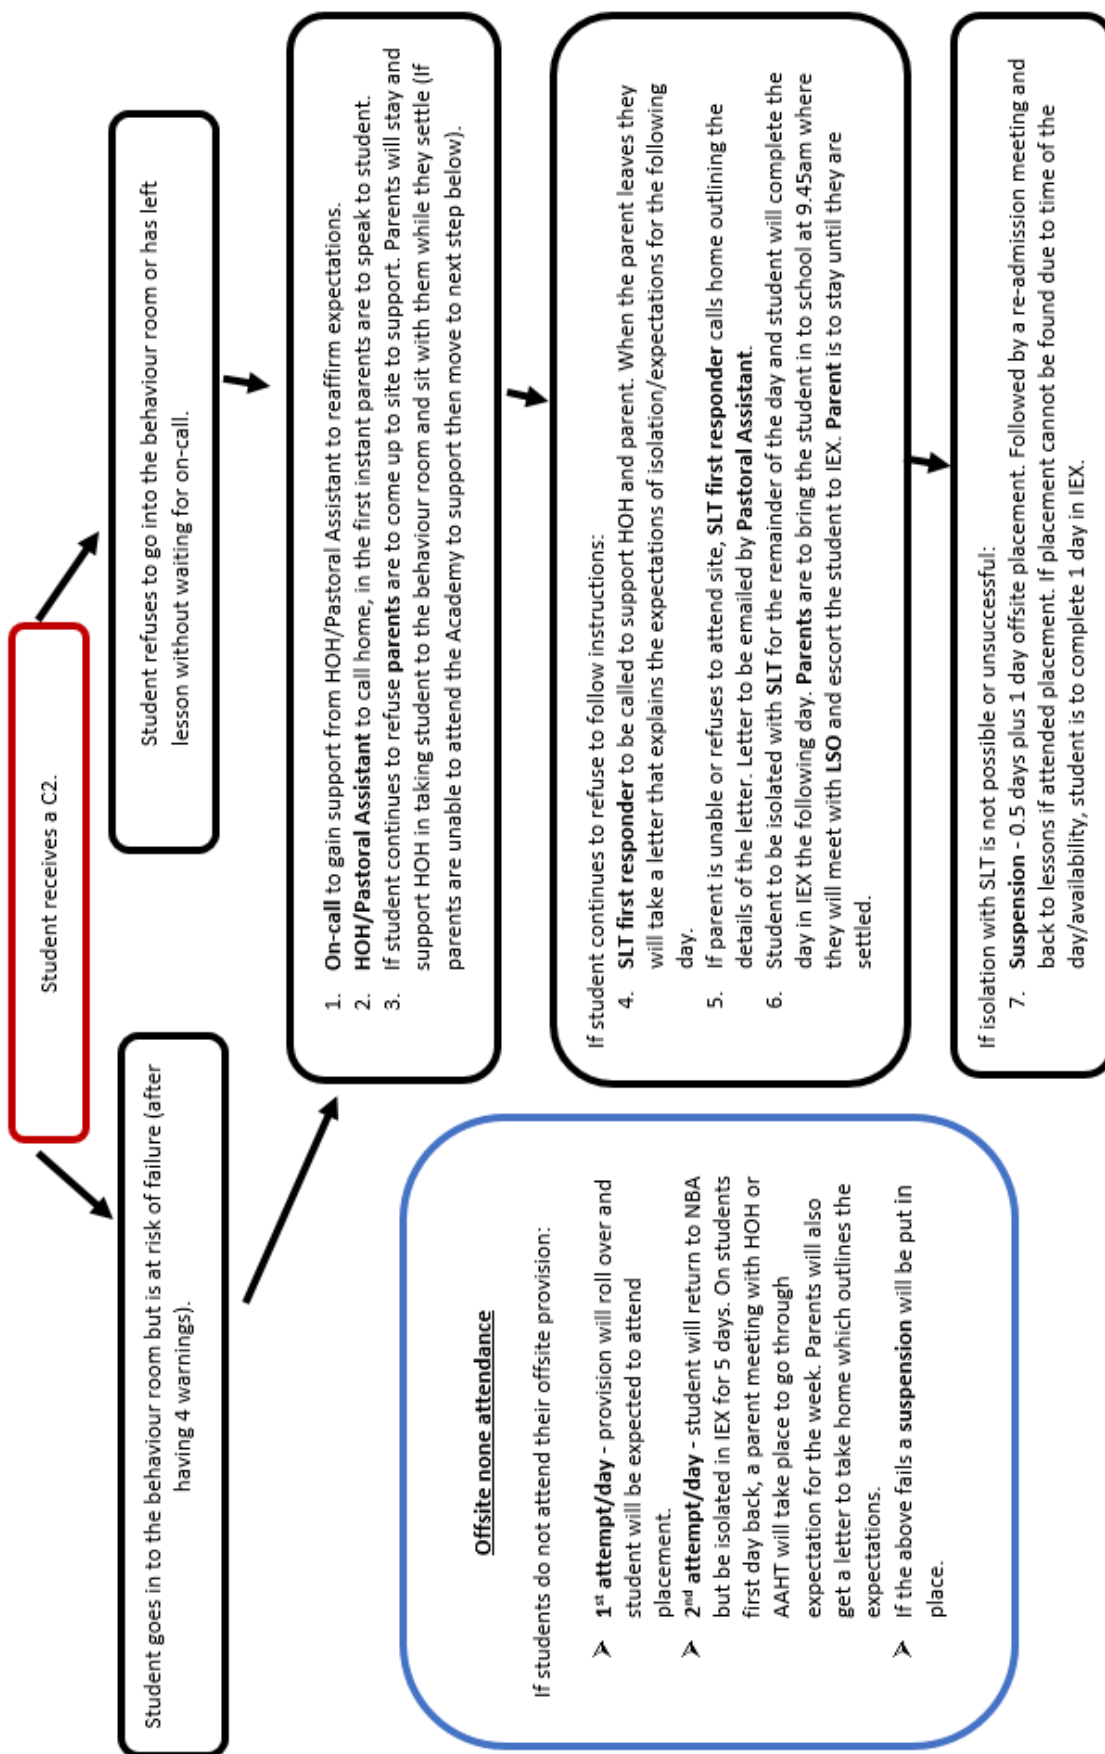 Student receives a C2.
Student goes in to the behaviour room but is at risk of failure (after
having 4 warnings).
Student refuses to go into the behaviour room or has left
lesson without waiting for on-call.
1. On-call to gain support from HOH/Pastoral Assistant to reaffirm expectations.
2. HOH/Pastoral Assistant to call home, in the first instant parents are to speak to student.
3. If student continues to refuse parents are to come up to site to support. Parents will stay and
support HOH in taking student to the behaviour room and sit with them while they settle (If
parents are unable to attend the Academy to support then move to next step below).
If student continues to refuse to follow instructions:
4. SLT first responder to be called to support HOH and parent. When the parent leaves they
will take a letter that explains the expectations of isolation/expectations for the following
day.
5. If parent is unable or refuses to attend site, SLT first responder calls home outlining the
details of the letter. Letter to be emailed by Pastoral Assistant.
6. Student to be isolated with SLT for the remainder of the day and student will complete the
day in IEX the following day. Parents are to bring the student in to school at 9.45am where
they will meet with LSO and escort the student to IEX. Parent is to stay until they are
settled.
If isolation with SLT is not possible or unsuccessful:
7. Suspension - 0.5 days plus 1 day offsite placement. Followed by a re-admission meeting and
back to lessons if attended placement. If placement cannot be found due to time of the
day/availability, student is to complete 1 day in IEX.
Offsite none attendance
If students do not attend their offsite provision:
➢ 1st attempt/day - provision will roll over and
student will be expected to attend
placement.
➢ 2nd attempt/day - student will return to NBA
but be isolated in IEX for 5 days. On students
first day back, a parent meeting with HOH or
AAHT will take place to go through
expectation for the week. Parents will also
get a letter to take home which outlines the
expectations.
➢ If the above fails a suspension will be put in
place.